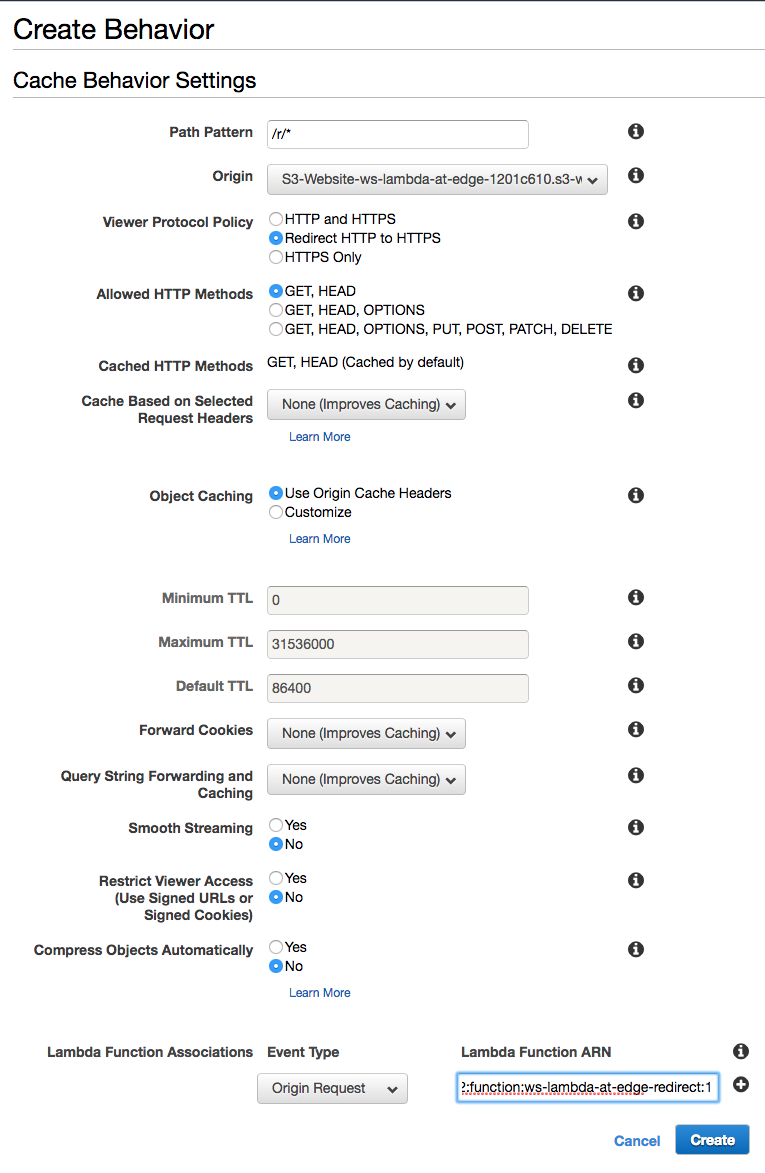 Create Behavior
Cache Behavior Settings
Path Pattern
/r/*
Origin
S3-Website-ws-lambda-at-edge-1201c610.s3-w
Viewer Protocol Policy
HTTP and HTTPS
Redirect HTTP to HTTPS
HTTPS Only
Allowed HTTP Methods
GET, HEAD
GET, HEAD, OPTIONS
GET, HEAD, OPTIONS, PUT, POST, PATCH, DELETE
Cached HTTP Methods
GET, HEAD (Cached by default)
Cache Based on Selected
Request Headers
None (Improves Caching)
Learn More
Object Caching
Use Origin Cache Headers
Customize
Learn More
Minimum TTL
0
Maximum TTL
31536000
Default TTL
86400
Forward Cookies
None (Improves Caching)
Query String Forwarding and
Caching
None (Improves Caching)
Smooth Streaming
Yes
No
Restrict Viewer Access
(Use Signed URLs or
Signed Cookies)
Yes
No
Compress Objects Automatically
Yes
No
Learn More
Lambda Function Associations
Event Type
Lambda Function ARN
Origin Request
:function:ws-lambda-at-edge-redirect:1
Cancel
Create